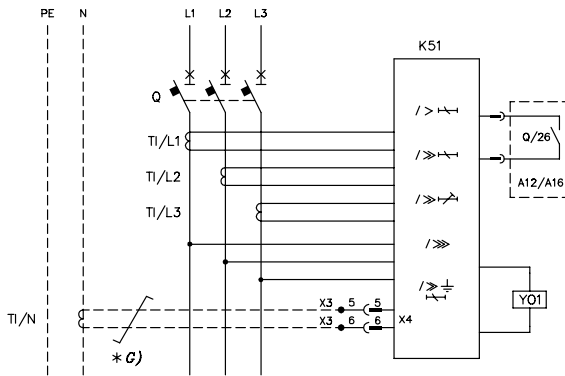 PE N L1 L2 L3
K51
Q
I > 
TI/L1
Q/26
I ≫
TI/L2
A12/A16
I ≫
TI/L3
I ⋙
I ≫
YO1
X3 5 5
TI/N
X4
X3 6 6
*G)